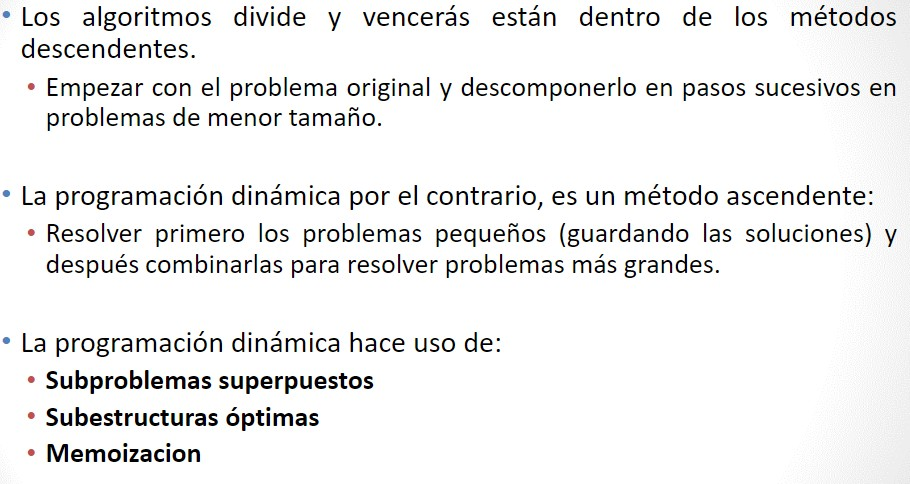 • Los algoritmos divide y vencerás están dentro de los métodos
descendentes.
• Empezar con el problema original y descomponerlo en pasos sucesivos en
problemas de menor tamaño.
• La programación dinámica por el contrario, es un método ascendente:
• Resolver primero los problemas pequeños (guardando las soluciones) y
después combinarlas para resolver problemas más grandes.
• La programación dinámica hace uso de:
• Subproblemas superpuestos
• Subestructuras óptimas
• Memoizacion